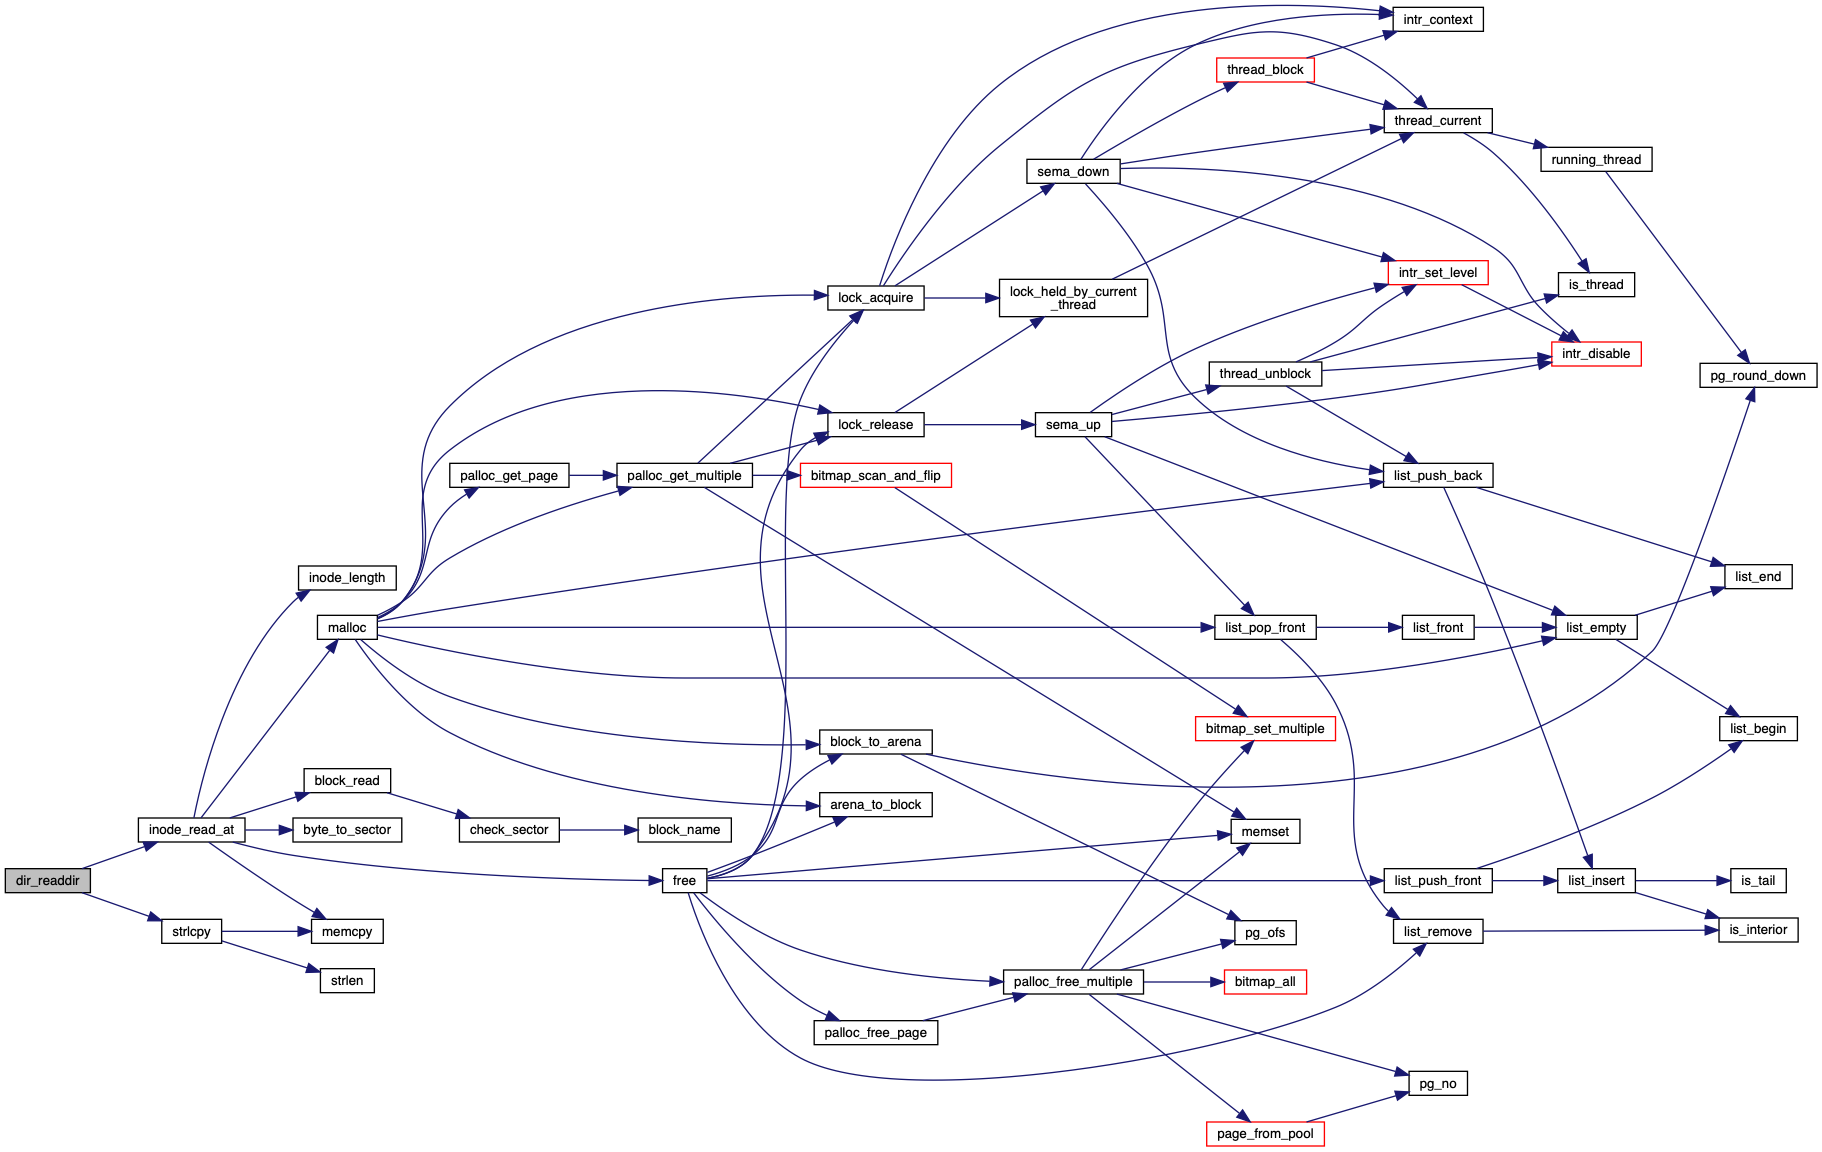 intr_context
thread_block
thread_current
running_thread
sema_down
intr_set_level
is_thread
lock_acquire
lock_held_by_current
_thread
intr_disable
thread_unblock
pg_round_down
lock_release
sema_up
palloc_get_page
palloc_get_multiple
bitmap_scan_and_flip
list_push_back
inode_length
list_end
malloc
list_pop_front
list_front
list_empty
bitmap_set_multiple
list_begin
block_to_arena
block_read
arena_to_block
inode_read_at
byte_to_sector
check_sector
block_name
memset
dir_readdir
free
list_push_front
list_insert
is_tail
strlcpy
memcpy
pg_ofs
list_remove
is_interior
strlen
palloc_free_multiple
bitmap_all
palloc_free_page
pg_no
page_from_pool